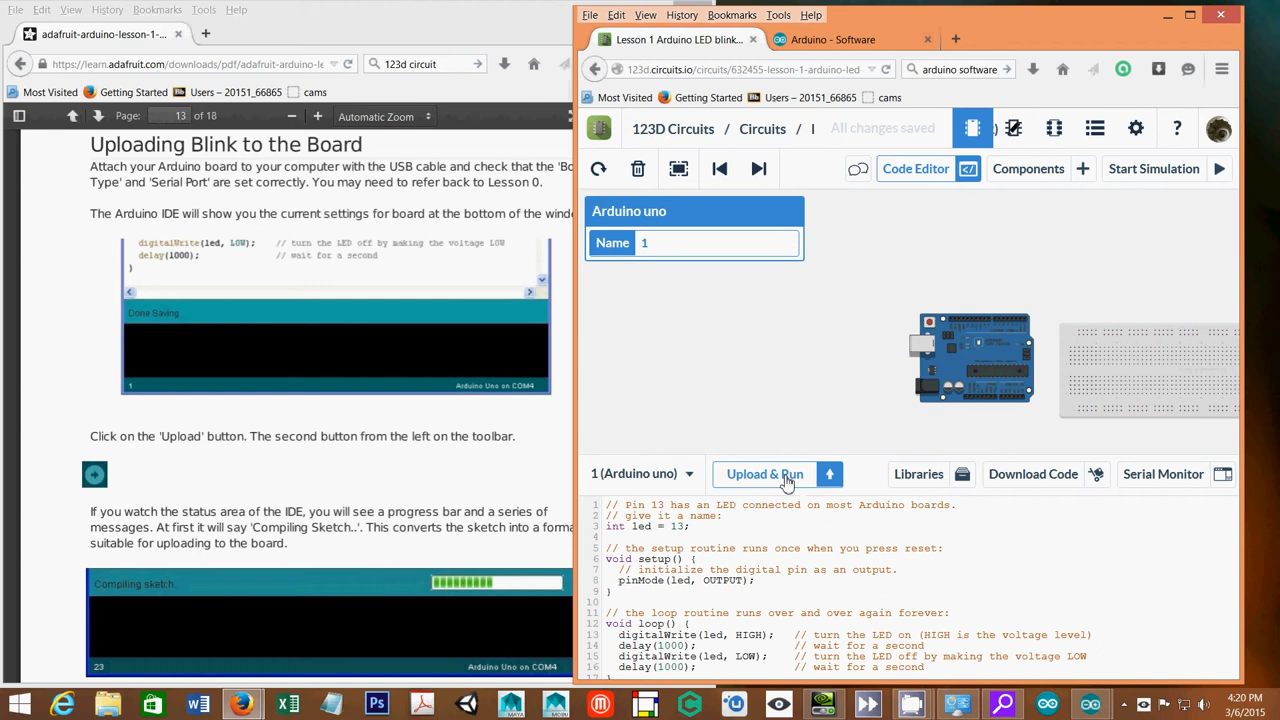 File Edit View History Bookmarks Tools Help
adafruit-arduino-lesson-1-...
https://learn.adafruit.com/downloads/pdf/adafruit-arduino-le
123d circuit
Most Visited Getting Started Users – 20151_66865 cams
Page: 13 of 18 Automatic Zoom
Uploading Blink to the Board
Attach your Arduino board to your computer with the USB cable and check that the 'Bo
Type' and 'Serial Port' are set correctly. You may need to refer back to Lesson 0.
The Arduino IDE will show you the current settings for board at the bottom of the windo
digitalWrite(led, LOW); // turn the LED off by making the voltage LOW
delay(1000); // wait for a second
}
Done Saving.
1 Arduino Uno on COM4
Click on the 'Upload' button. The second button from the left on the toolbar.
If you watch the status area of the IDE, you will see a progress bar and a series of
messages. At first it will say 'Compiling Sketch..'. This converts the sketch into a forma
suitable for uploading to the board.
Compiling sketch..
23 Arduino Uno on COM4
File Edit View History Bookmarks Tools Help
Lesson 1 Arduino LED blink...
Arduino - Software
123d.circuits.io/circuits/632455-lesson-1-arduino-led
arduino software
Most Visited Getting Started Users – 20151_66865 cams
123D Circuits / Circuits / l All changes saved
Code Editor Components Start Simulation
Arduino uno
Name 1
1 (Arduino uno) Upload & Run Libraries Download Code Serial Monitor
1 // Pin 13 has an LED connected on most Arduino boards.
2 // give it a name:
3 int led = 13;
4
5 // the setup routine runs once when you press reset:
6 void setup() {
7 // initialize the digital pin as an output.
8 pinMode(led, OUTPUT);
9 }
10
11 // the loop routine runs over and over again forever:
12 void loop() {
13 digitalWrite(led, HIGH); // turn the LED on (HIGH is the voltage level)
14 delay(1000); // wait for a second
15 digitalWrite(led, LOW); // turn the LED off by making the voltage LOW
16 delay(1000); // wait for a second
17 }
4:20 PM
3/6/2015